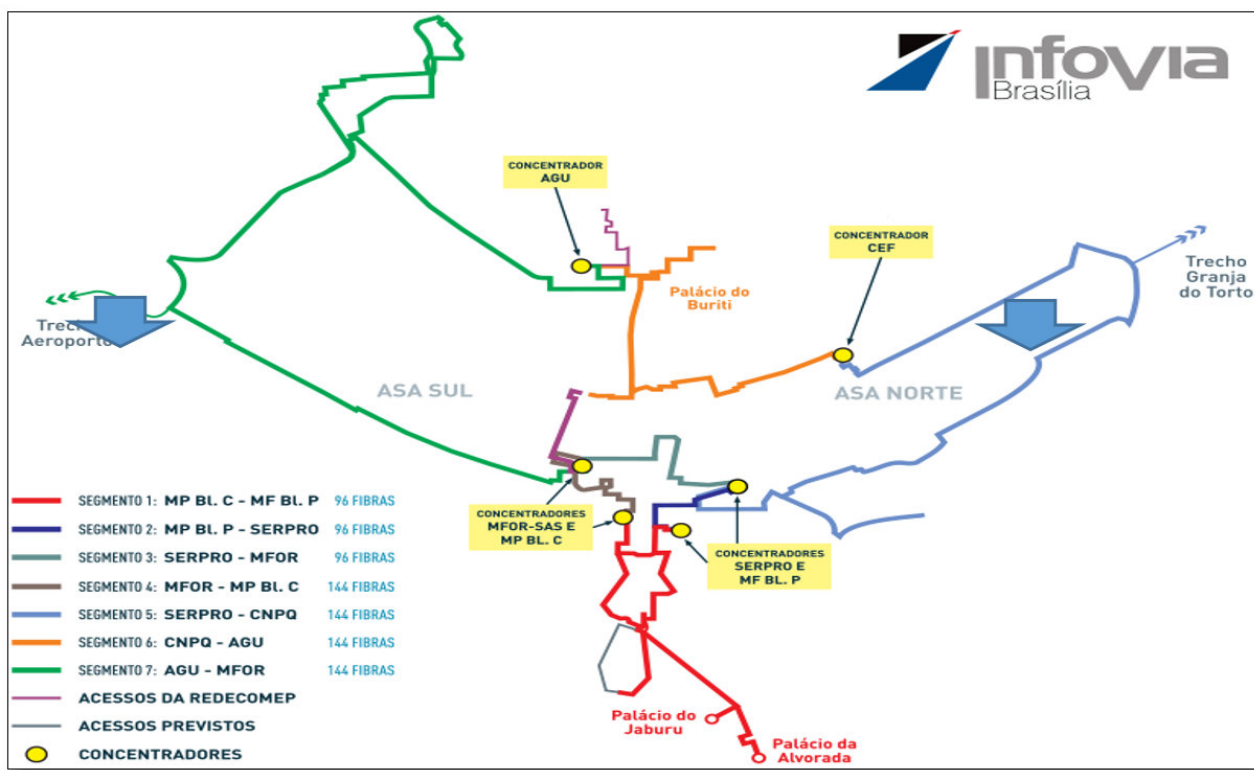 Infovia
Brasília
CONCENTRADOR
AGU
CONCENTRADOR
CEF
Trecho
Granja
do Torto
Palácio do
Buriti
Aeroporto
ASA SUL
ASA NORTE
CONCENTRADORES
MFOR-SAS E
MP BL. C
CONCENTRADORES
SERPRO E
MF BL. P
Palácio do
Jaburu
Palácio da
Alvorada
SEGMENTO 1: MP Bl. C - MF Bl. P 96 FIBRAS
SEGMENTO 2: MP Bl. P - SERPRO 96 FIBRAS
SEGMENTO 3: SERPRO - MFOR 96 FIBRAS
SEGMENTO 4: MFOR - MP Bl. C 144 FIBRAS
SEGMENTO 5: SERPRO - CNPQ 144 FIBRAS
SEGMENTO 6: CNPQ - AGU 144 FIBRAS
SEGMENTO 7: AGU - MFOR 144 FIBRAS
ACESSOS DA REDECOMEP
ACESSOS PREVISTOS
CONCENTRADORES